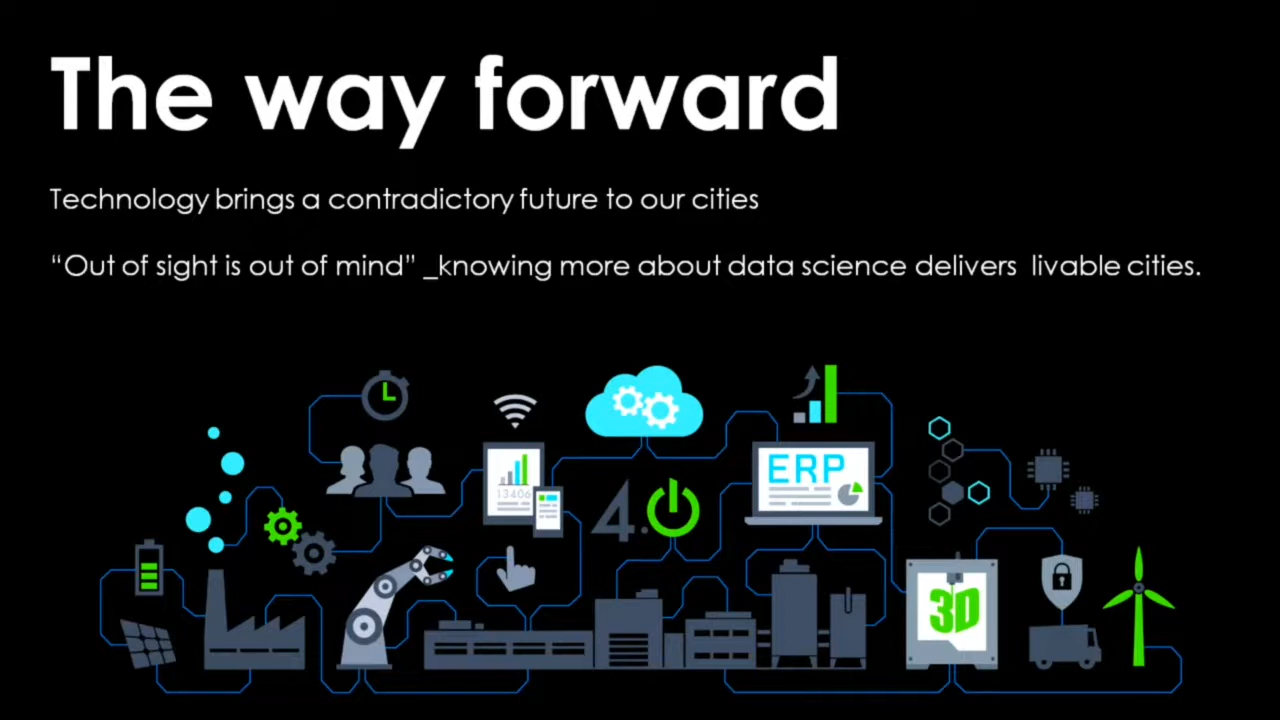 The way forward
Technology brings a contradictory future to our cities
“Out of sight is out of mind” _knowing more about data science delivers  livable cities.
ERP
13406
4.0
3D